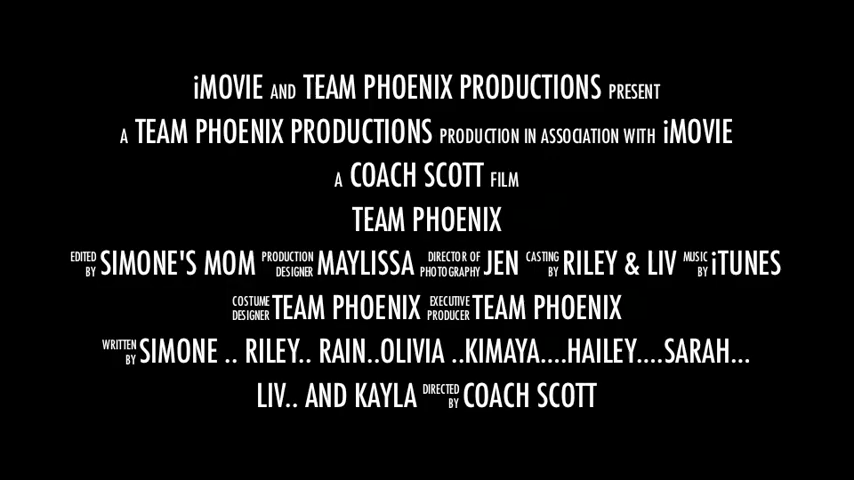 iMOVIE AND TEAM PHOENIX PRODUCTIONS PRESENT
A TEAM PHOENIX PRODUCTIONS PRODUCTION IN ASSOCIATION WITH iMOVIE
A COACH SCOTT FILM
TEAM PHOENIX
EDITED BY SIMONE'S MOM PRODUCTION DESIGNER MAYLISSA DIRECTOR OF PHOTOGRAPHY JEN CASTING BY RILEY & LIV MUSIC BY iTUNES
COSTUME DESIGNER TEAM PHOENIX EXECUTIVE PRODUCER TEAM PHOENIX
WRITTEN BY SIMONE .. RILEY.. RAIN..OLIVIA ..KIMAYA....HAILEY....SARAH...
LIV.. AND KAYLA DIRECTED BY COACH SCOTT